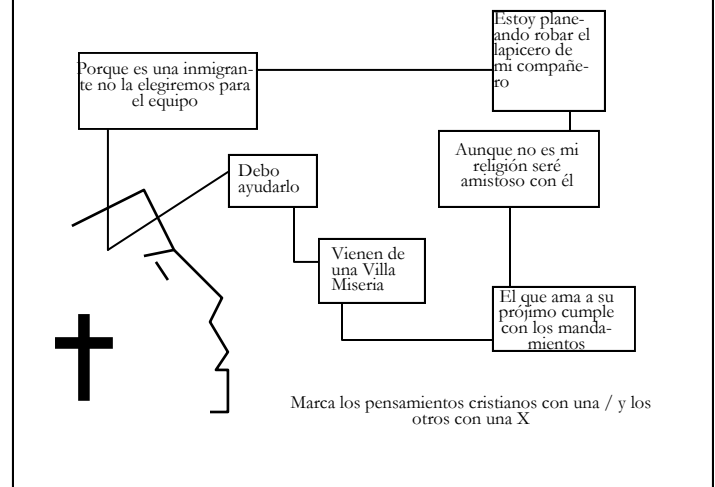 Estoy plane-
ando robar el
lapicero de
mi compañe-
ro
Porque es una inmigran-
te no la elegiremos para
el equipo
Aunque no es mi
religión seré
amistoso con él
Debo
ayudarlo
Vienen de
una Villa
Miseria
El que ama a su
prójimo cumple
con los manda-
mientos
Marca los pensamientos cristianos con una / y los
otros con una X